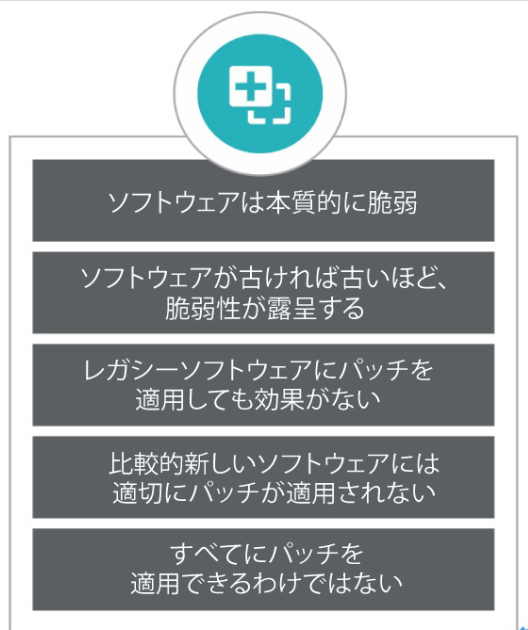 ソフトウェアは本質的に脆弱
ソフトウェアが古ければ古いほど、
脆弱性が露呈する
レガシーソフトウェアにパッチを
適用しても効果がない
比較的新しいソフトウェアには
適切にパッチが適用されない
すべてにパッチを
適用できるわけではない